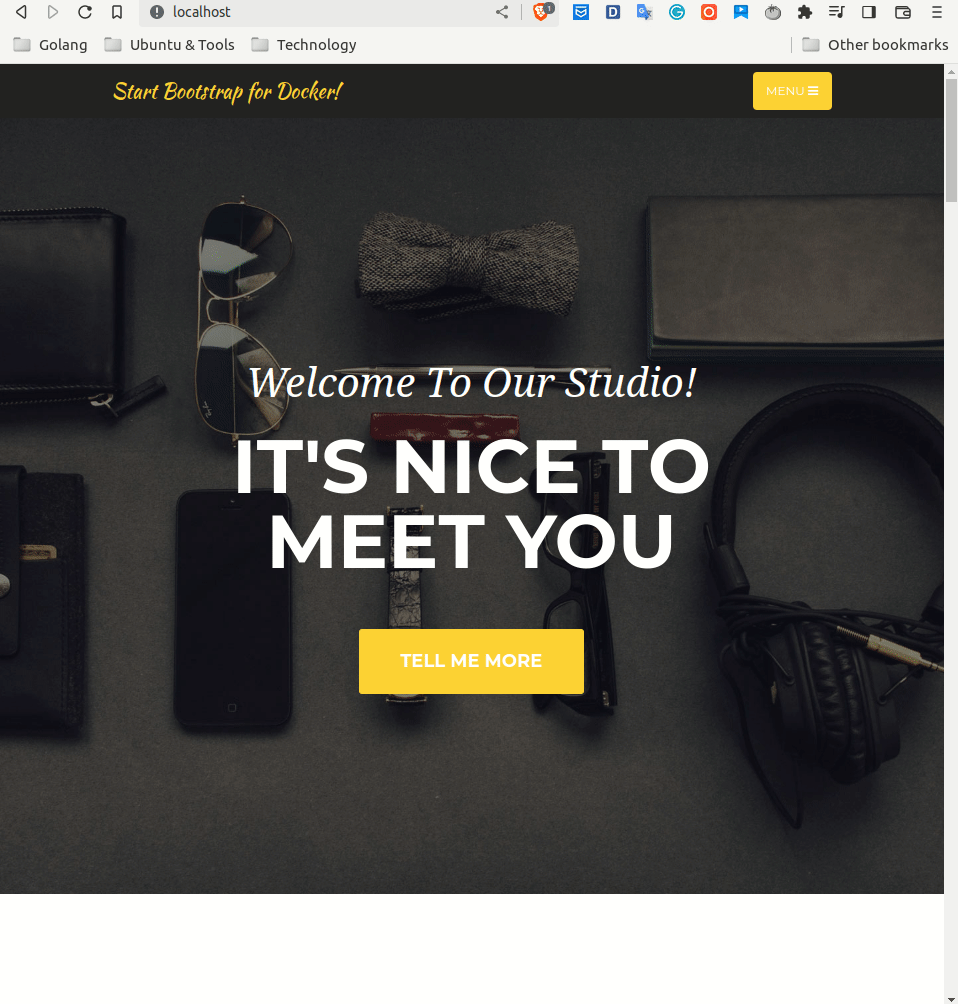 localhost
1
Golang
Ubuntu & Tools
Technology
Other bookmarks
Start Bootstrap for Docker!
MENU
Welcome To Our Studio!
IT'S NICE TO
MEET YOU
TELL ME MORE